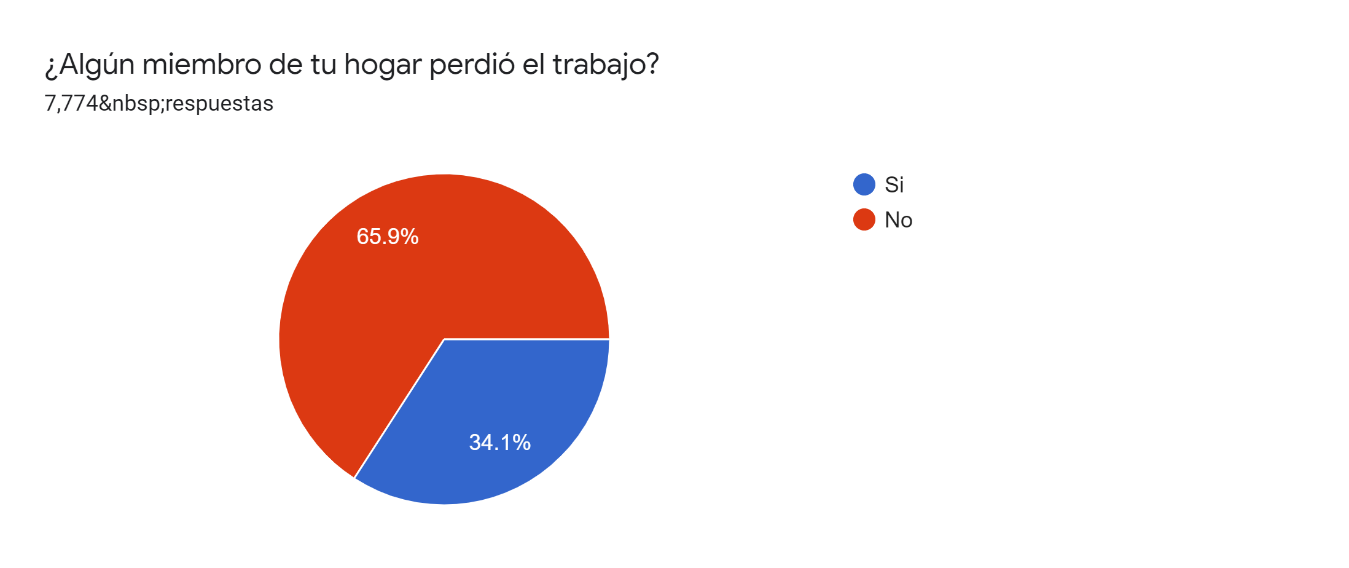 ¿Algún miembro de tu hogar perdió el trabajo?
7,774&nbsp;respuestas
Si
No
65.9%
34.1%